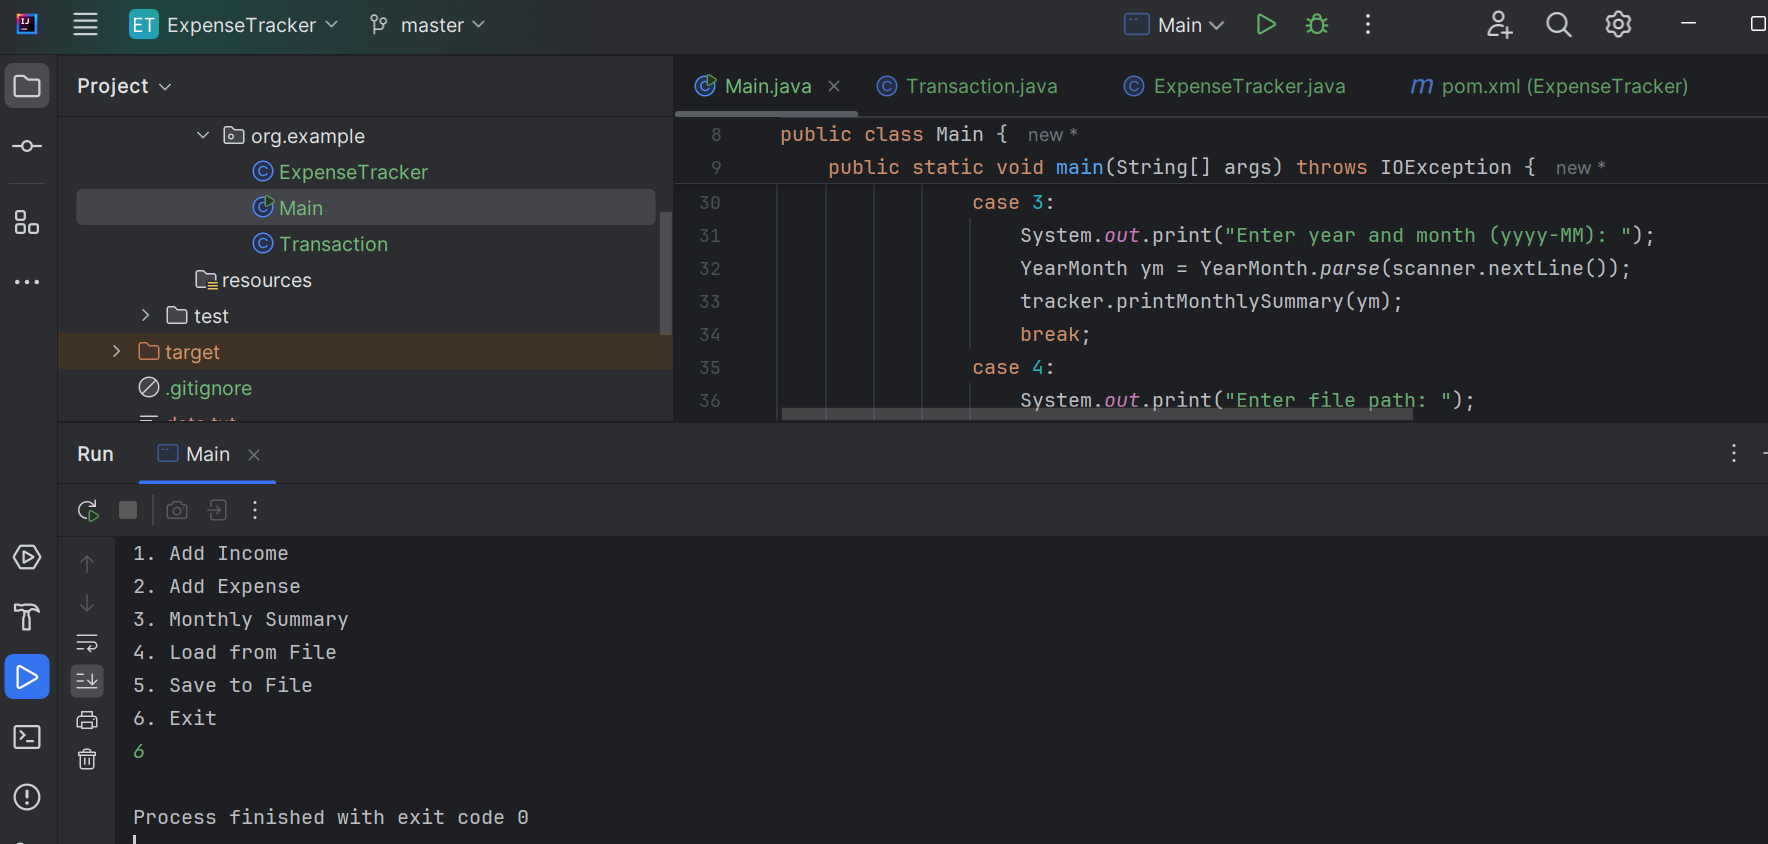 ET ExpenseTracker master Main
Project
org.example
ExpenseTracker
Main
Transaction
resources
test
target
.gitignore
Main.java Transaction.java ExpenseTracker.java m pom.xml (ExpenseTracker)
8 public class Main { new *
9 public static void main(String[] args) throws IOException { new *
30 case 3:
31 System.out.print("Enter year and month (yyyy-MM): ");
32 YearMonth ym = YearMonth.parse(scanner.nextLine());
33 tracker.printMonthlySummary(ym);
34 break;
35 case 4:
36 System.out.print("Enter file path: ");
Run Main
1. Add Income
2. Add Expense
3. Monthly Summary
4. Load from File
5. Save to File
6. Exit
6
Process finished with exit code 0